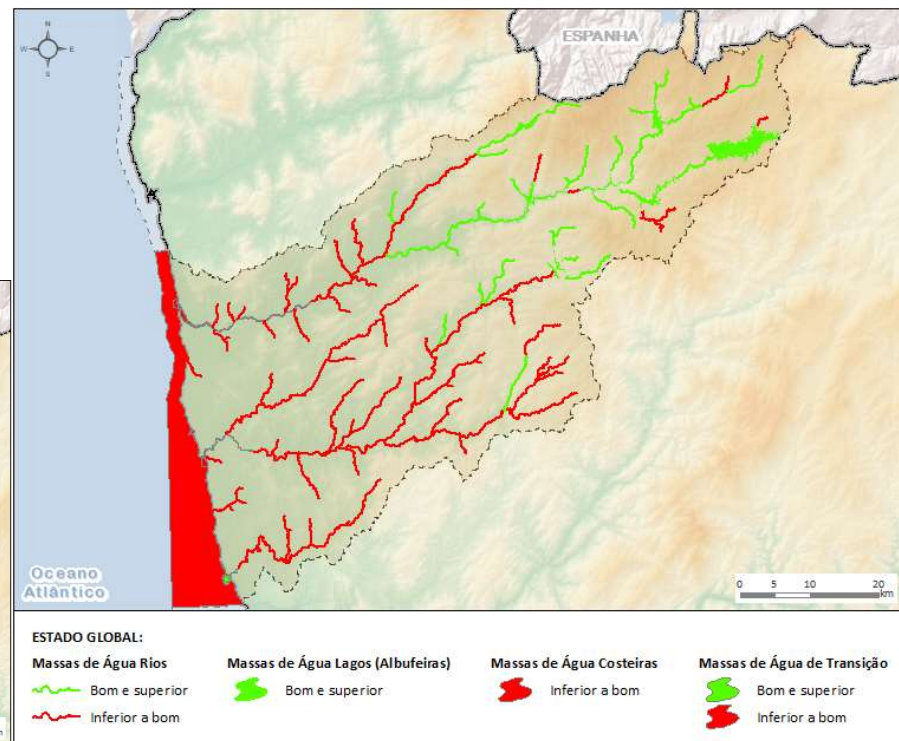 N
W E
S
ESPANHA
Oceano
Atlântico
0 5 10 20
km
ESTADO GLOBAL:
Massas de Água Rios
Bom e superior
Inferior a bom
Massas de Água Lagos (Albufeiras)
Bom e superior
Massas de Água Costeiras
Inferior a bom
Massas de Água de Transição
Bom e superior
Inferior a bom